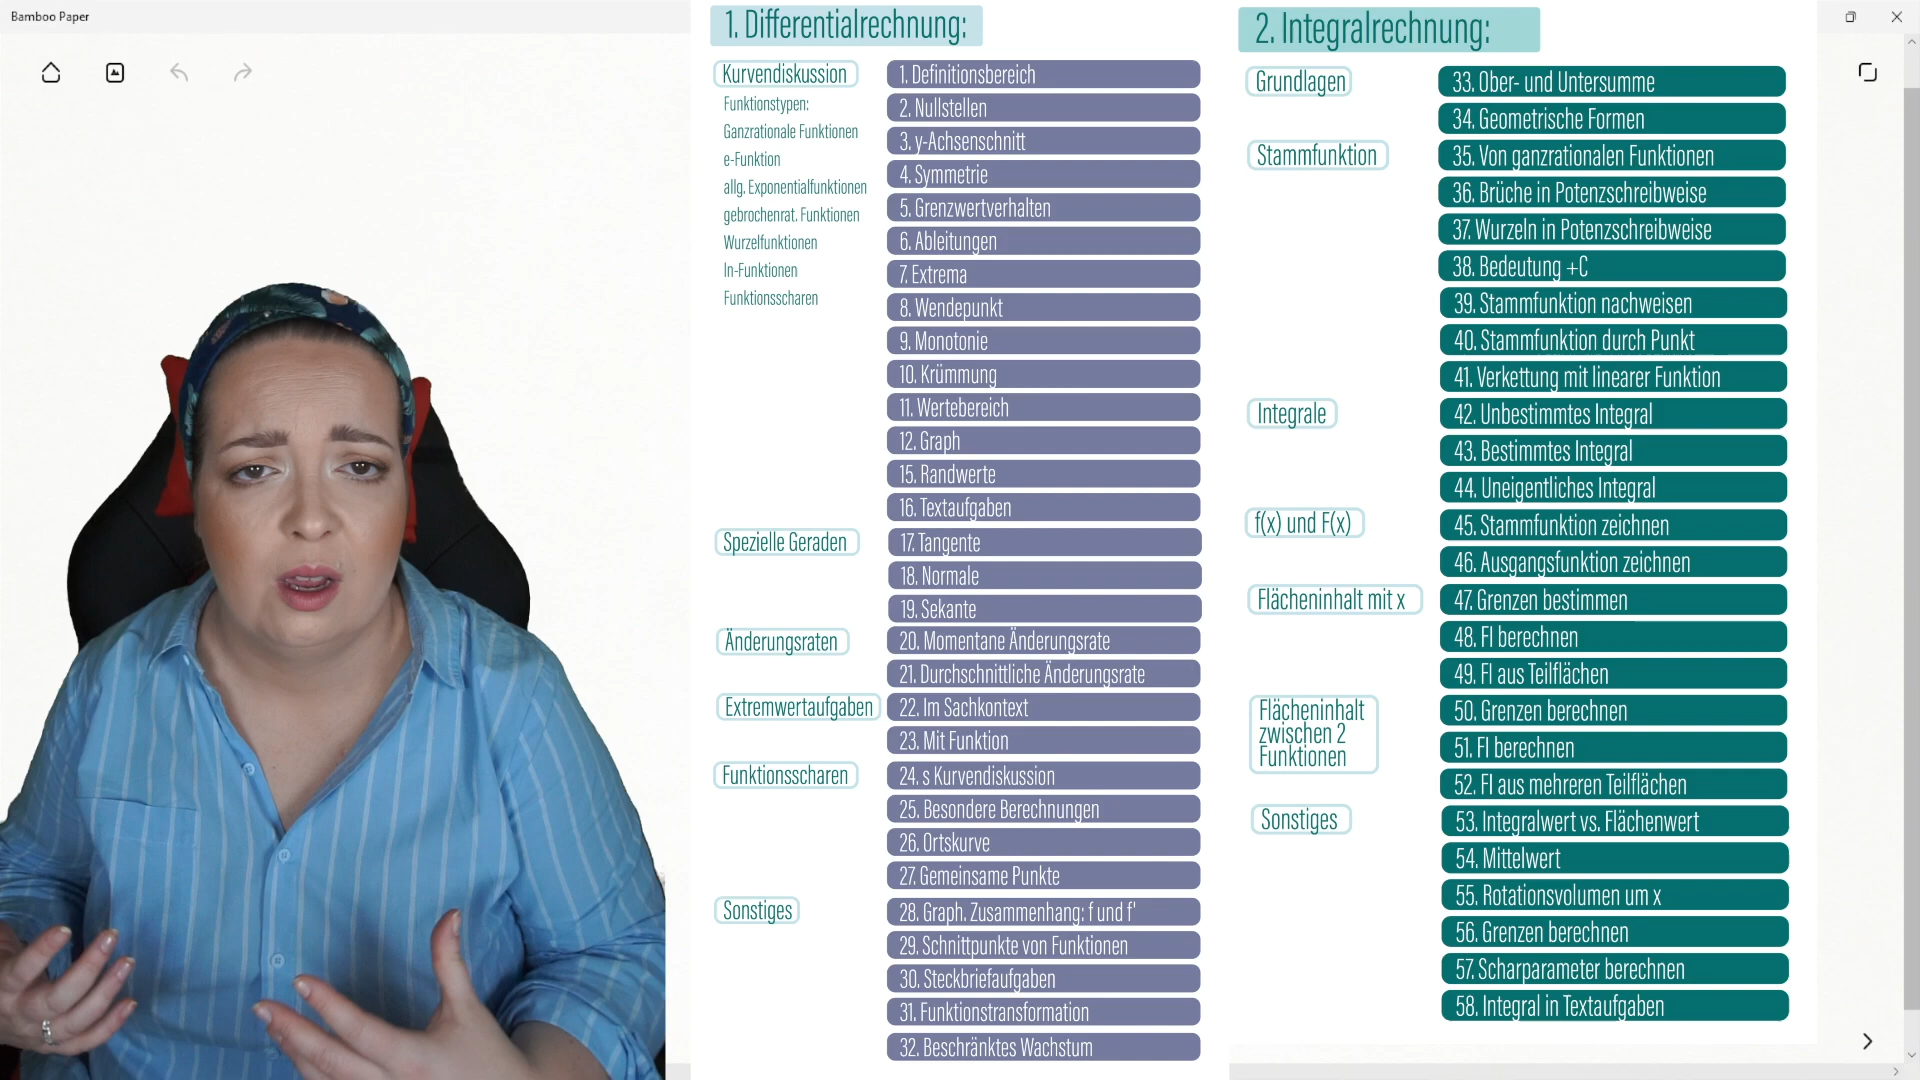 Bamboo Paper
1. Differentialrechnung:
Kurvendiskussion
Funktionstypen:
Ganzrationale Funktionen
e-Funktion
allg. Exponentialfunktionen
gebrochenrat. Funktionen
Wurzelfunktionen
ln-Funktionen
Funktionsscharen
1. Definitionsbereich
2. Nullstellen
3. y-Achsenschnitt
4. Symmetrie
5. Grenzwertverhalten
6. Ableitungen
7. Extrema
8. Wendepunkt
9. Monotonie
10. Krümmung
11. Wertebereich
12. Graph
15. Randwerte
16. Textaufgaben
Spezielle Geraden
17. Tangente
18. Normale
19. Sekante
Änderungsraten
20. Momentane Änderungsrate
21. Durchschnittliche Änderungsrate
Extremwertaufgaben
22. Im Sachkontext
23. Mit Funktion
Funktionsscharen
24. s Kurvendiskussion
25. Besondere Berechnungen
26. Ortskurve
27. Gemeinsame Punkte
Sonstiges
28. Graph. Zusammenhang: f und f'
29. Schnittpunkte von Funktionen
30. Steckbriefaufgaben
31. Funktionstransformation
32. Beschränktes Wachstum
2. Integralrechnung:
Grundlagen
33. Ober- und Untersumme
34. Geometrische Formen
Stammfunktion
35. Von ganzrationalen Funktionen
36. Brüche in Potenzschreibweise
37. Wurzeln in Potenzschreibweise
38. Bedeutung +C
39. Stammfunktion nachweisen
40. Stammfunktion durch Punkt
41. Verkettung mit linearer Funktion
Integrale
42. Unbestimmtes Integral
43. Bestimmtes Integral
44. Uneigentliches Integral
f(x) und F(x)
45. Stammfunktion zeichnen
46. Ausgangsfunktion zeichnen
Flächeninhalt mit x
47. Grenzen bestimmen
48. FI berechnen
49. FI aus Teilflächen
Flächeninhalt
zwischen 2
Funktionen
50. Grenzen berechnen
51. FI berechnen
52. FI aus mehreren Teilflächen
Sonstiges
53. Integralwert vs. Flächenwert
54. Mittelwert
55. Rotationsvolumen um x
56. Grenzen berechnen
57. Scharparameter berechnen
58. Integral in Textaufgaben